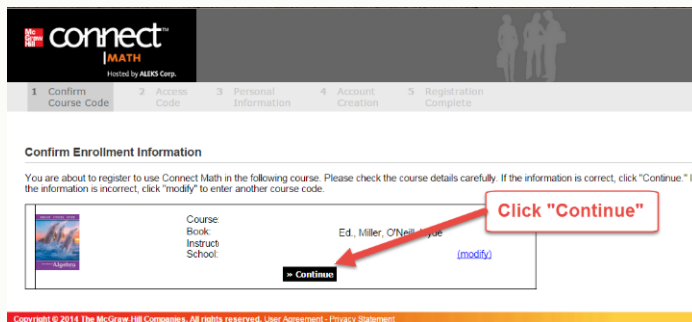 Mc Graw Hill connect™
MATH
Hosted by ALEKS Corp.
1 Confirm Course Code 2 Access Code 3 Personal Information 4 Account Creation 5 Registration Complete
Confirm Enrollment Information
You are about to register to use Connect Math in the following course. Please check the course details carefully. If the information is correct, click "Continue."
the information is incorrect, click "modify" to enter another course code.
Click "Continue"
Course:
Book: Ed., Miller, O'Neill,
Instructi
School: (modify)
Algebra
» Continue
Copyright © 2014 The McGraw-Hill Companies. All rights reserved. User Agreement - Privacy Statement